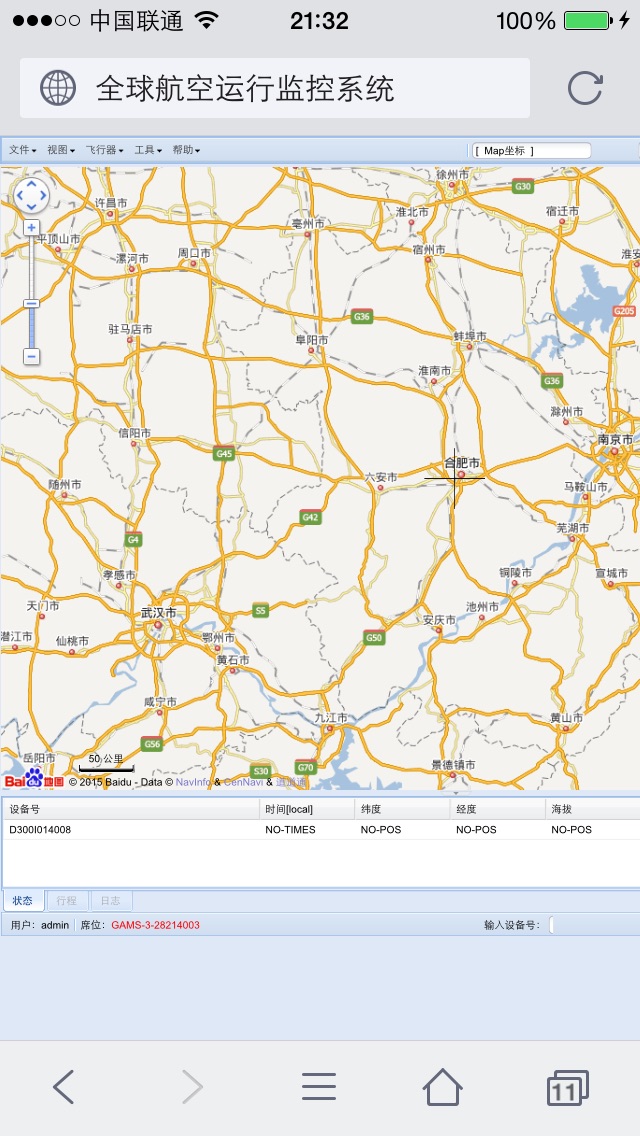 中国联通 21:32 100%
全球航空运行监控系统
文件 视图 飞行器 工具 帮助 [ Map坐标 ]
徐州市
G30
许昌市
淮北市
宿迁市
亳州市
平顶山市
宿州市
周口市
漯河市
淮安
G205
G36
驻马店市
阜阳市
蚌埠市
淮南市
G36
滁州市
信阳市
南京市
G45
合肥市
六安市
随州市
马鞍山市
G42
芜湖市
G4
孝感市
铜陵市
宣城市
天门市
武汉市
S5
池州市
安庆市
潜江市
仙桃市
鄂州市
G50
黄石市
咸宁市
九江市
黄山市
G56
岳阳市
50 公里
景德镇市
S30
G70
Bai 地图 © 2015 Baidu - Data © NavInfo & CenNavi & 道道通
设备号 时间[local] 纬度 经度 海拔
D300I014008 NO-TIMES NO-POS NO-POS NO-POS
状态 行程 日志
用户: admin 席位: GAMS-3-28214003 输入设备号:
11